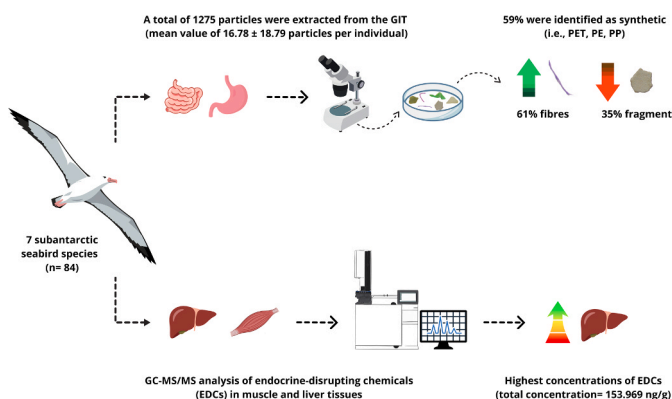 A total of 1275 particles were extracted from the GIT
(mean value of 16.78 ± 18.79 particles per individual)
59% were identified as synthetic
(i.e., PET, PE, PP)
61% fibres
35% fragment
7 subantarctic
seabird species
(n= 84)
GC-MS/MS analysis of endocrine-disrupting chemicals
(EDCs) in muscle and liver tissues
Highest concentrations of EDCs
(total concentration= 153.969 ng/g)